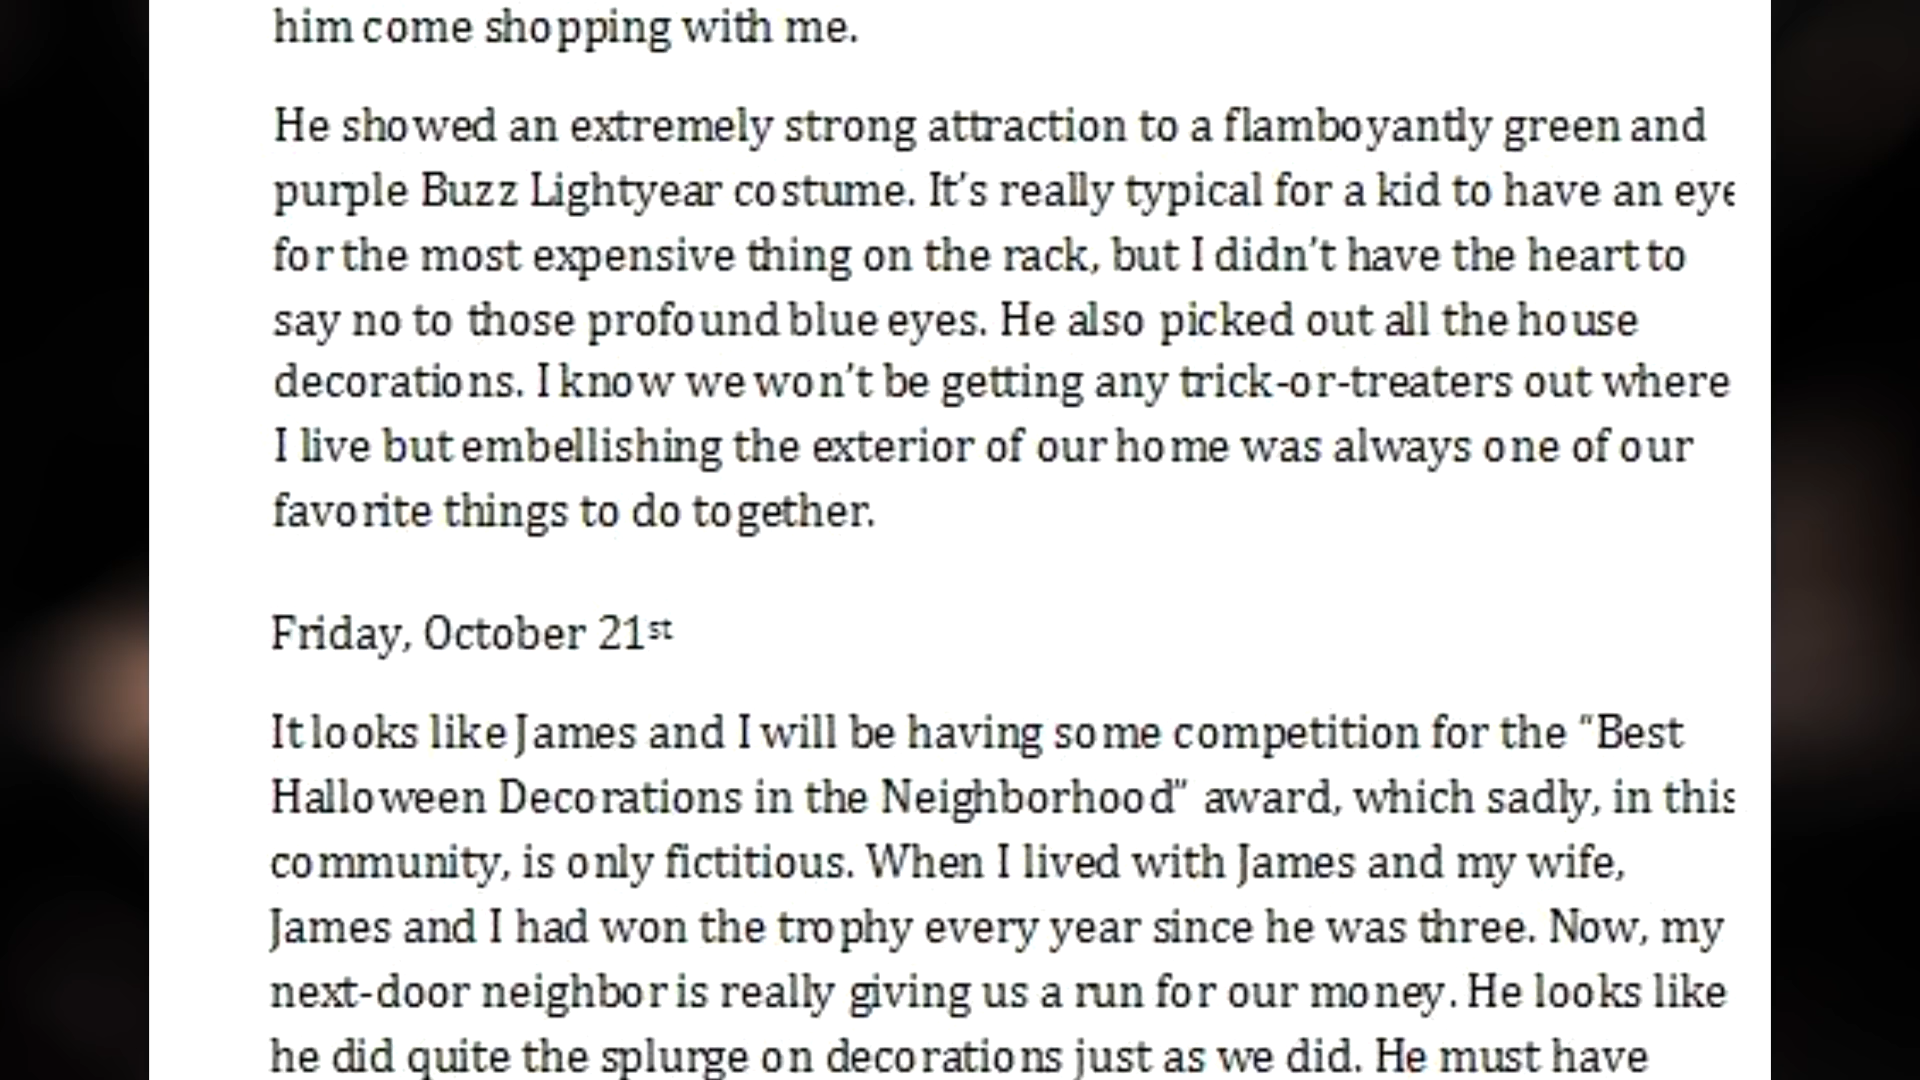 him come shopping with me.
He showed an extremely strong attraction to a flamboyantly green and
purple Buzz Lightyear costume. It's really typical for a kid to have an eye
for the most expensive thing on the rack, but I didn't have the heart to
say no to those profound blue eyes. He also picked out all the house
decorations. I know we won't be getting any trick-or-treaters out where
I live but embellishing the exterior of our home was always one of our
favorite things to do together.
Friday, October 21st
It looks like James and I will be having some competition for the “Best
Halloween Decorations in the Neighborhood” award, which sadly, in this
community, is only fictitious. When I lived with James and my wife,
James and I had won the trophy every year since he was three. Now, my
next-door neighbor is really giving us a run for our money. He looks like
he did quite the splurge on decorations just as we did. He must have